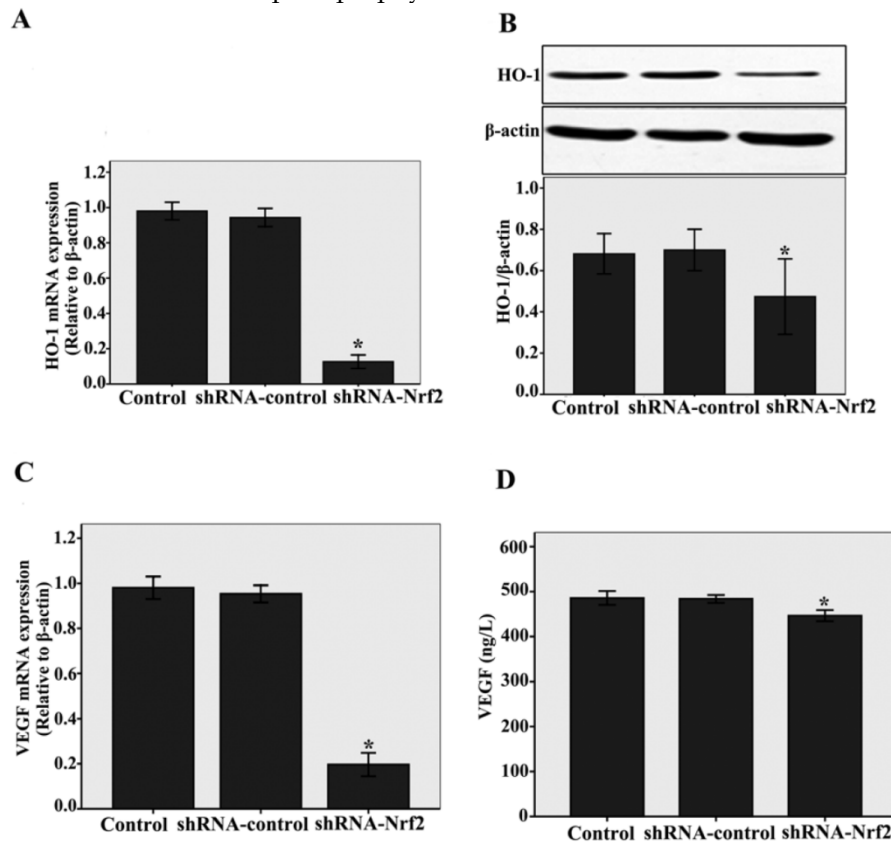 A
HO-1 mRNA expression
(Relative to β-actin)
1.2
1.0
0.8
0.6
0.4
0.2
0.0
*
Control shRNA-control shRNA-Nrf2
B
HO-1
β-actin
HO-1/β-actin
1.0
0.8
0.6
0.4
0.6
0.0
*
Control shRNA-control shRNA-Nrf2
C
VEGF mRNA expression
(Relative to β-actin)
1.2
1.0
0.8
0.6
0.4
0.2
0.0
*
Control shRNA-control shRNA-Nrf2
D
VEGF (ng/L)
600
500
400
300
200
100
0
*
Control shRNA-control shRNA-Nrf2